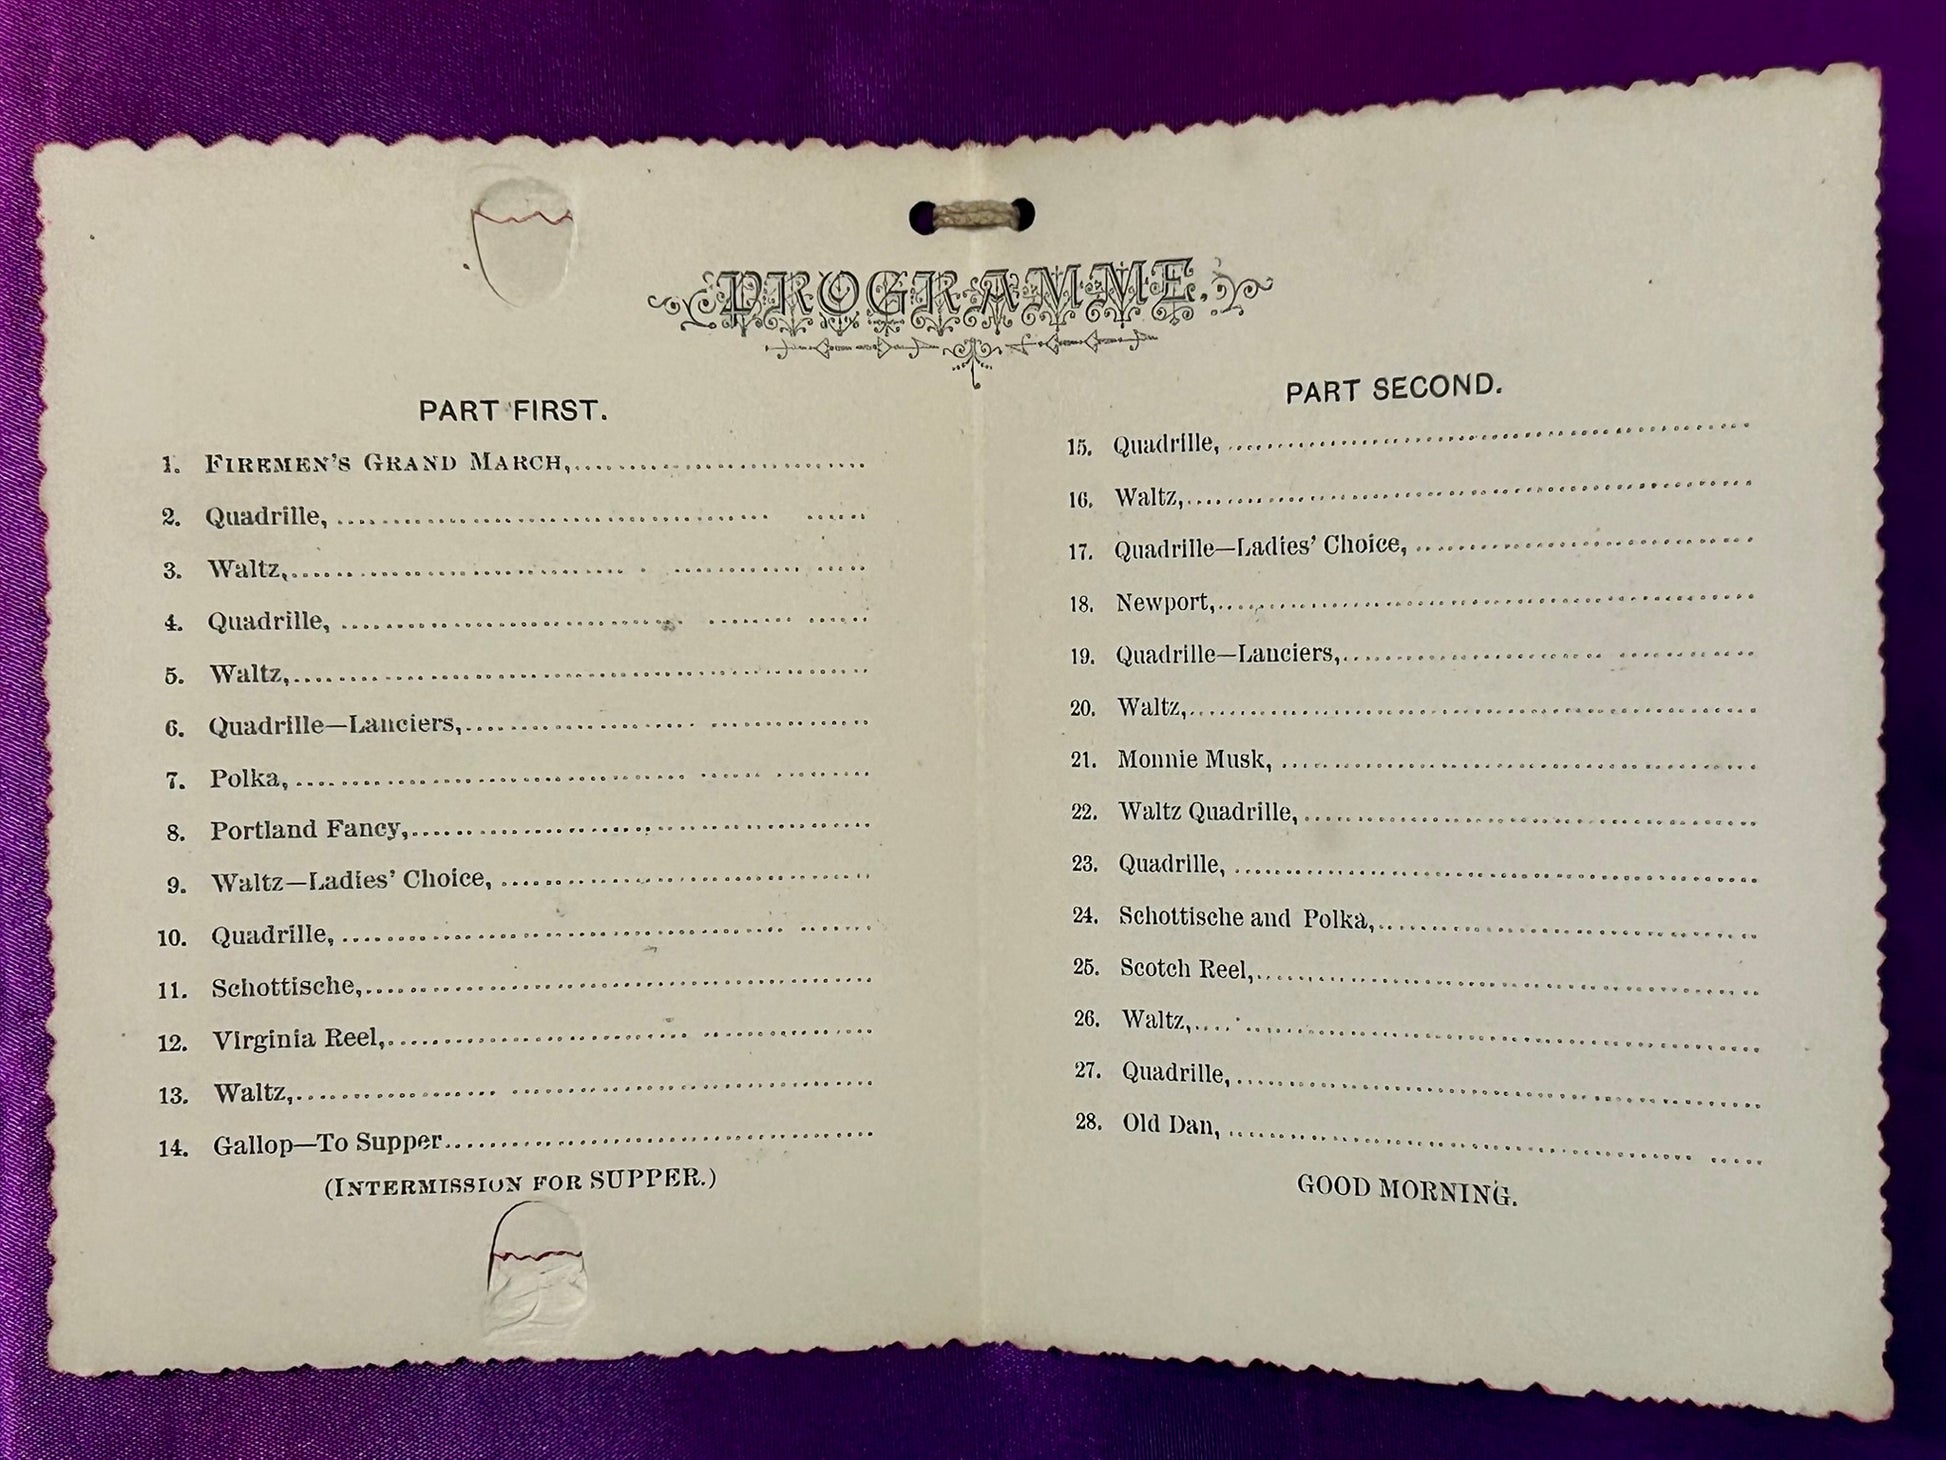 PROGRAMME.
PART FIRST.
1. FIREMEN'S GRAND MARCH,
2. Quadrille,
3. Waltz,
4. Quadrille,
5. Waltz,
6. Quadrille—Lanciers,
7. Polka,
8. Portland Fancy,
9. Waltz—Ladies' Choice,
10. Quadrille,
11. Schottische,
12. Virginia Reel,
13. Waltz,
14. Gallop—To Supper
(INTERMISSION FOR SUPPER.)
PART SECOND.
15. Quadrille,
16. Waltz,
17. Quadrille—Ladies' Choice,
18. Newport,
19. Quadrille—Lanciers,
20. Waltz,
21. Monnie Musk,
22. Waltz Quadrille,
23. Quadrille,
24. Schottische and Polka,
25. Scotch Reel,
26. Waltz,
27. Quadrille,
28. Old Dan,
GOOD MORNING.